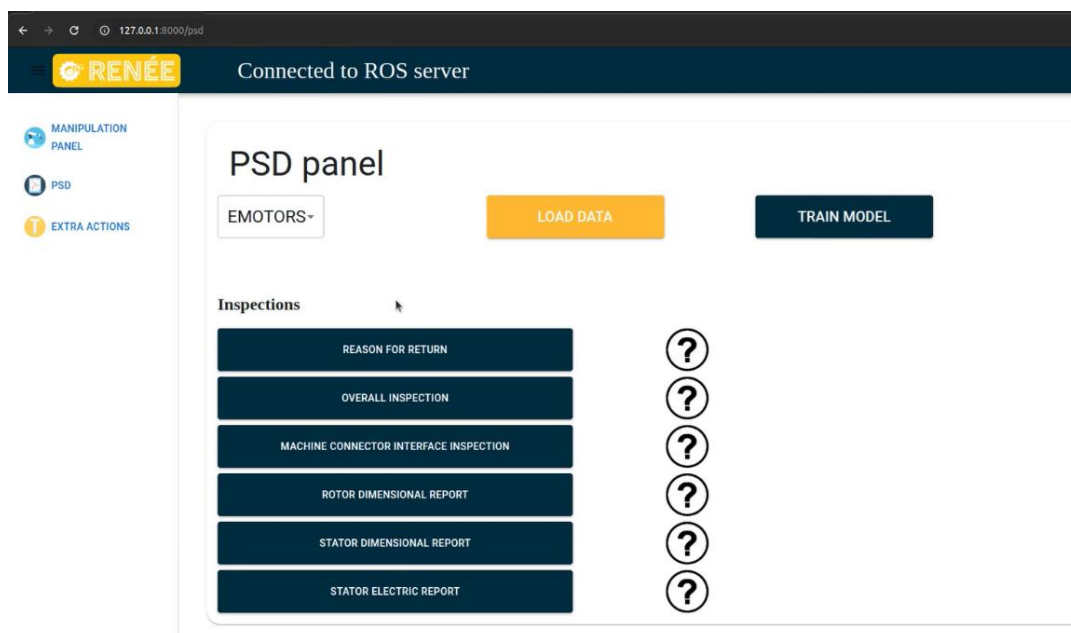 127.0.0.1:8000/psd
RENÉE
Connected to ROS server
MANIPULATION
PANEL
PSD
EXTRA ACTIONS
PSD panel
EMOTORS
LOAD DATA
TRAIN MODEL
Inspections
REASON FOR RETURN
?
OVERALL INSPECTION
?
MACHINE CONNECTOR INTERFACE INSPECTION
?
ROTOR DIMENSIONAL REPORT
?
STATOR DIMENSIONAL REPORT
?
STATOR ELECTRIC REPORT
?